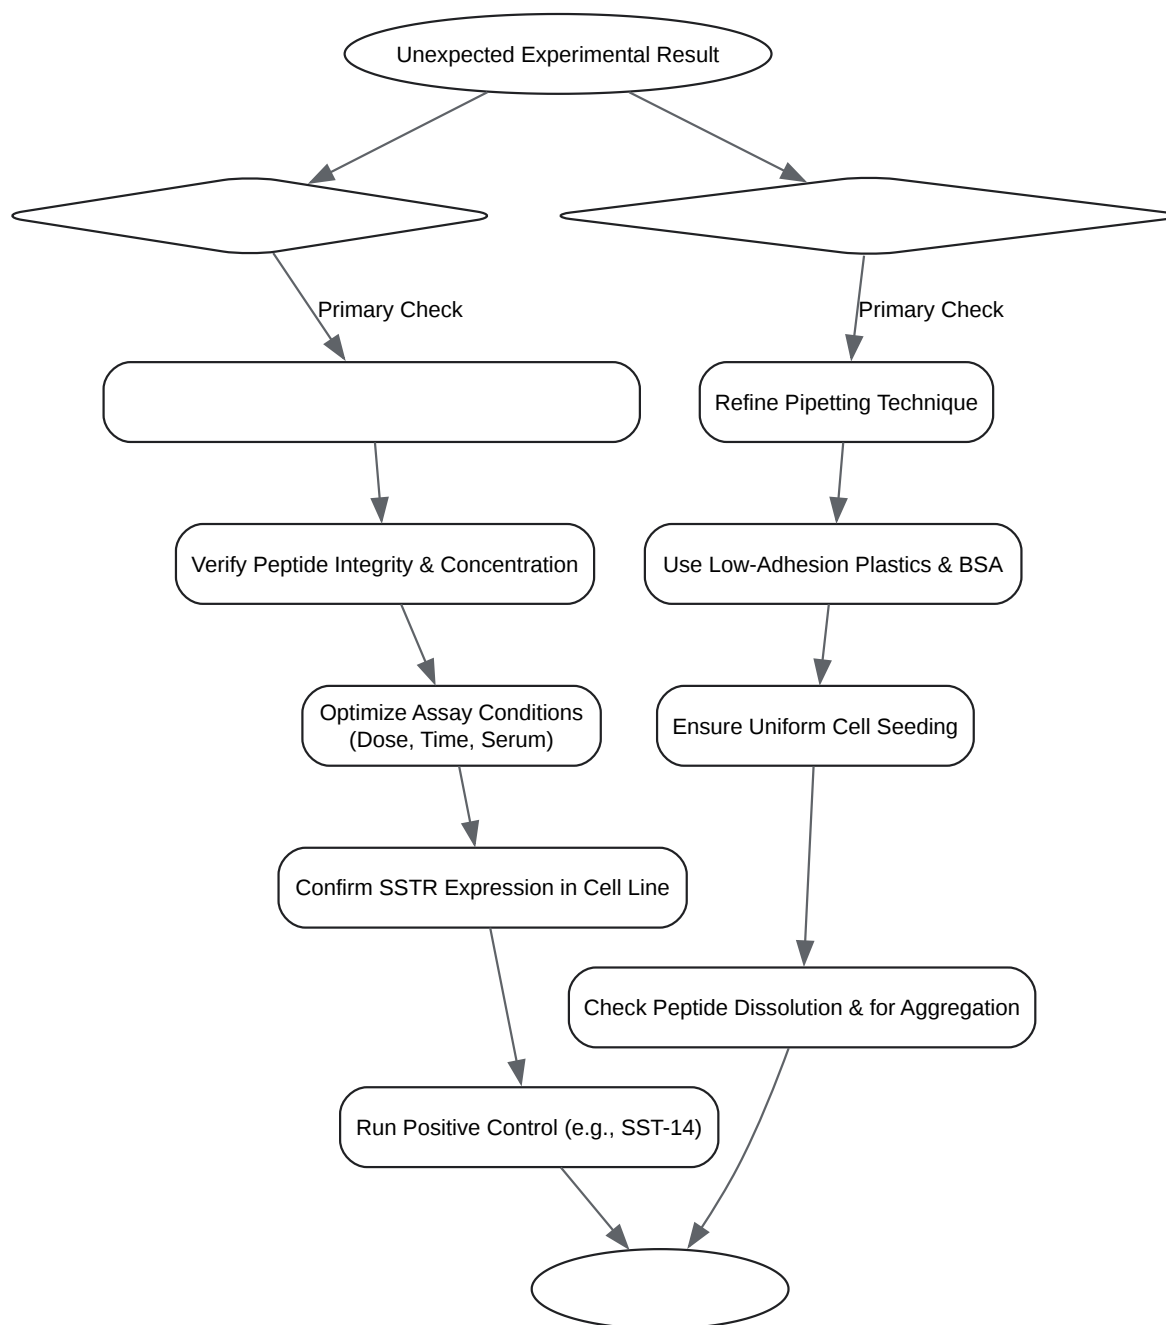 Unexpected Experimental Result
Primary Check
Primary Check
Refine Pipetting Technique
Verify Peptide Integrity & Concentration
Use Low-Adhesion Plastics & BSA
Optimize Assay Conditions
(Dose, Time, Serum)
Ensure Uniform Cell Seeding
Confirm SSTR Expression in Cell Line
Check Peptide Dissolution & for Aggregation
Run Positive Control (e.g., SST-14)